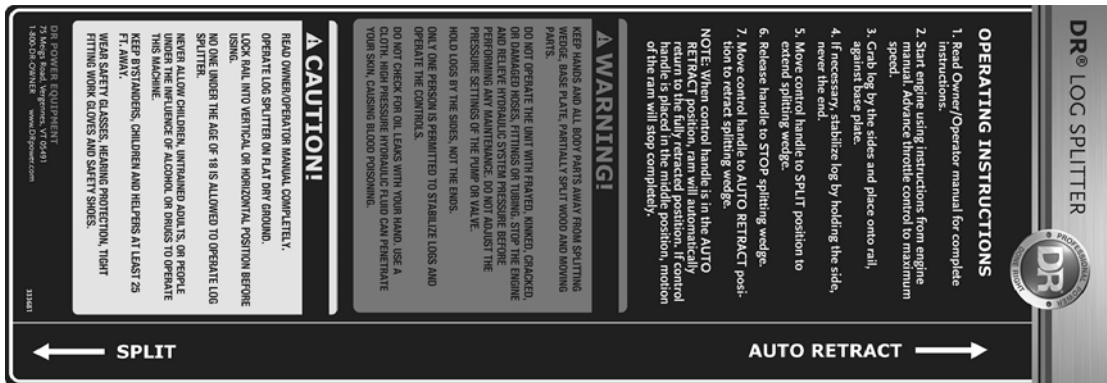 DR® LOG SPLITTER
PROFESSIONAL POWER
DR
DONE RIGHT
OPERATING INSTRUCTIONS
1. Read Owner/Operator manual for complete
instructions.
2. Start engine using instructions from engine
manual. Advance throttle control to maximum
speed.
3. Grab log by the sides and place onto rail,
against base plate.
4. If necessary, stabilize log by holding the side,
never the end.
5. Move control handle to SPLIT position to
extend splitting wedge.
6. Release handle to STOP splitting wedge.
7. Move control handle to AUTO RETRACT posi-
tion to retract splitting wedge.
NOTE: When control handle is in the AUTO
RETRACT position, ram will automatically
return to the fully retracted postition. If control
handle is placed in the middle position, motion
of the ram will stop completely.
WARNING!
KEEP HANDS AND ALL BODY PARTS AWAY FROM SPLITTING
WEDGE, BASE PLATE, PARTIALLY SPLIT WOOD AND MOVING
PARTS.
DO NOT OPERATE THE UNIT WITH FRAYED, KINKED, CRACKED,
OR DAMAGED HOSES, FITTINGS OR TUBING. STOP THE ENGINE
AND RELIEVE HYDRAULIC SYSTEM PRESSURE BEFORE
PERFORMING ANY MAINTENANCE. DO NOT ADJUST THE
PRESSURE SETTINGS OF THE PUMP OR VALVE.
HOLD LOGS BY THE SIDES, NOT THE ENDS.
ONLY ONE PERSON IS PERMITTED TO STABILIZE LOGS AND
OPERATE THE CONTROLS.
DO NOT CHECK FOR OIL LEAKS WITH YOUR HAND. USE A
CLOTH. HIGH PRESSURE HYDRAULIC FLUID CAN PENETRATE
YOUR SKIN, CAUSING BLOOD POISONING.
CAUTION!
READ OWNER/OPERATOR MANUAL COMPLETELY.
OPERATE LOG SPLITTER ON FLAT DRY GROUND.
LOCK RAIL INTO VERTICAL OR HORIZONTAL POSITION BEFORE
USING.
NO ONE UNDER THE AGE OF 18 IS ALLOWED TO OPERATE LOG
SPLITTER.
NEVER ALLOW CHILDREN, UNTRAINED ADULTS, OR PEOPLE
UNDER THE INFLUENCE OF ALCOHOL OR DRUGS TO OPERATE
THIS MACHINE.
KEEP BYSTANDERS, CHILDREN AND HELPERS AT LEAST 25
FT. AWAY.
WEAR SAFETY GLASSES, HEARING PROTECTION, TIGHT
FITTING WORK GLOVES AND SAFETY SHOES.
DR POWER EQUIPMENT
75 Meigs Road, Vergennes, VT 05491
1-800-DR-OWNER www.DRpower.com
333681
SPLIT
AUTO RETRACT